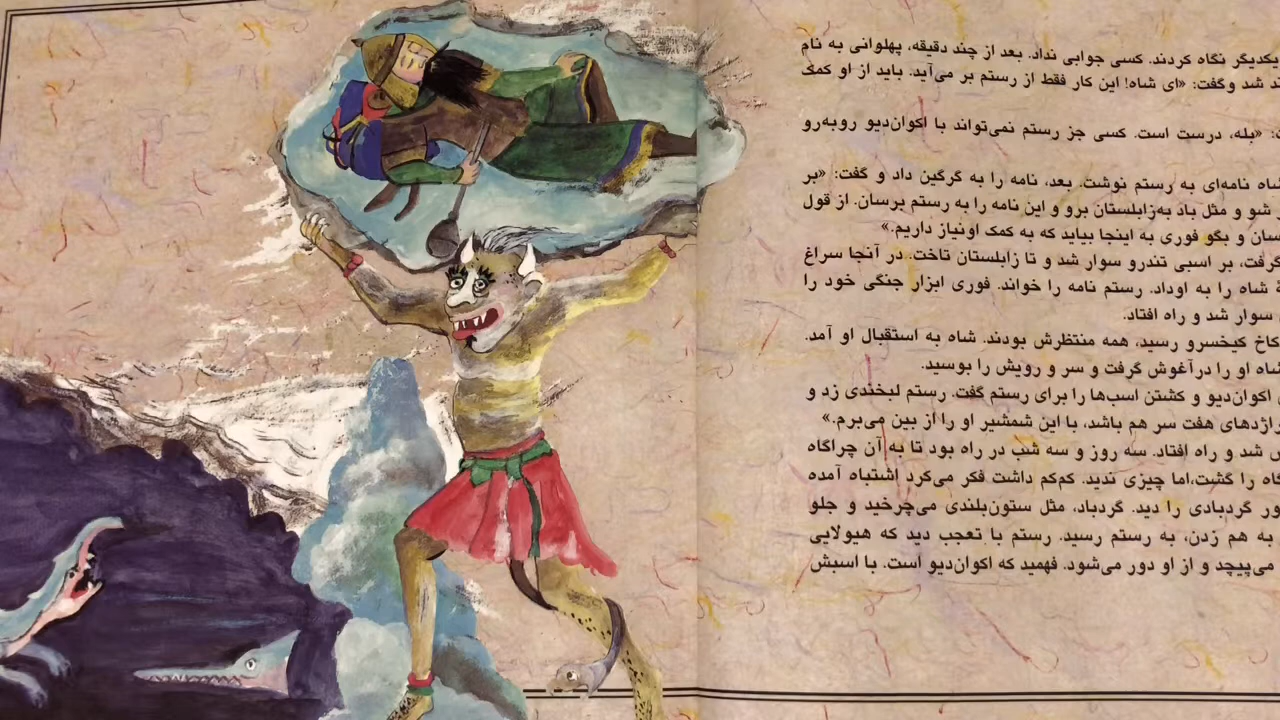 یکدیگر نگاه کردند. کسی جوابی نداد. بعد از چند دقیقه، پهلوانی به نام
شد وگفت: «ای شاه! این کار فقط از رستم بر می‌آید. باید از او کمک
«بله، درست است. کسی جز رستم نمی‌تواند با اکوان‌دیو روبه‌رو
نامه‌ای به رستم نوشت. بعد، نامه را به گرگین داد و گفت: «بر
شو و مثل باد به‌زابلستان برو و این نامه را به رستم برسان. از قول
و بگو فوری به اینجا بیاید که به کمک اونیاز داریم.»
بر اسبی تندرو سوار شد و تا زابلستان تاخت. در آنجا سراغ
شاه را به اوداد. رستم نامه را خواند. فوری ابزار جنگی خود را
سوار شد و راه افتاد.
کاخ کیخسرو رسید، همه منتظرش بودند. شاه به استقبال او آمد.
او را درآغوش گرفت و سر و رویش را بوسید.
اکوان‌دیو و کشتن اسب‌ها را برای رستم گفت. رستم لبخندی زد و
اژدهای هفت سر هم باشد، با این شمشیر او را از بین می‌برم.»
شد و راه افتاد. سه روز و سه شب در راه بود تا به آن چراگاه
را گشت،اما چیزی ندید. کم‌کم داشت فکر می‌کرد اشتباه آمده
گردبادی را دید. گردباد، مثل ستون‌بلندی می‌چرخید و جلو
به هم زدن، به رستم رسید. رستم با تعجب دید که هیولایی
می‌پیچد و از او دور می‌شود. فهمید که اکوان‌دیو است. با اسبش